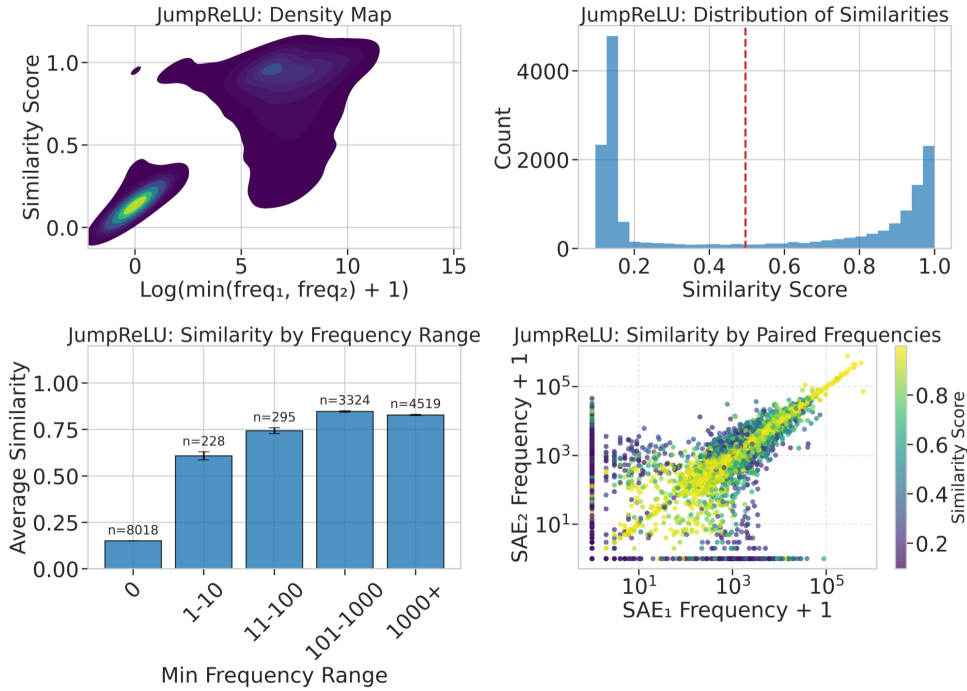 JumpReLU: Density Map
Similarity Score
1.0
0.5
0.0
0
5
10
15
Log(min(freq₁, freq₂) + 1)
JumpReLU: Distribution of Similarities
Count
4000
2000
0
0.2
0.4
0.6
0.8
1.0
Similarity Score
JumpReLU: Similarity by Frequency Range
Average Similarity
1.00
0.75
0.50
0.25
0.00
n=8018
n=228
n=295
n=3324
n=4519
0
1-10
11-100
101-1000
1000+
Min Frequency Range
JumpReLU: Similarity by Paired Frequencies
SAE₂ Frequency + 1
10⁵
10³
10¹
10¹
10³
10⁵
SAE₁ Frequency + 1
0.8
0.6
0.4
0.2
Similarity Score